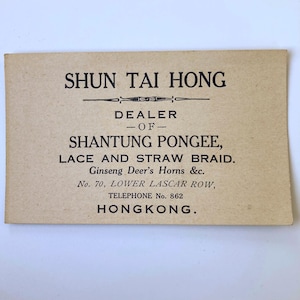 SHUN TAI HONG
DEALER
— OF —
SHANTUNG PONGEE,
LACE AND STRAW BRAID.
Ginseng Deer's Horns &c.
No. 70, LOWER LASCAR ROW,
TELEPHONE No. 862
HONGKONG.